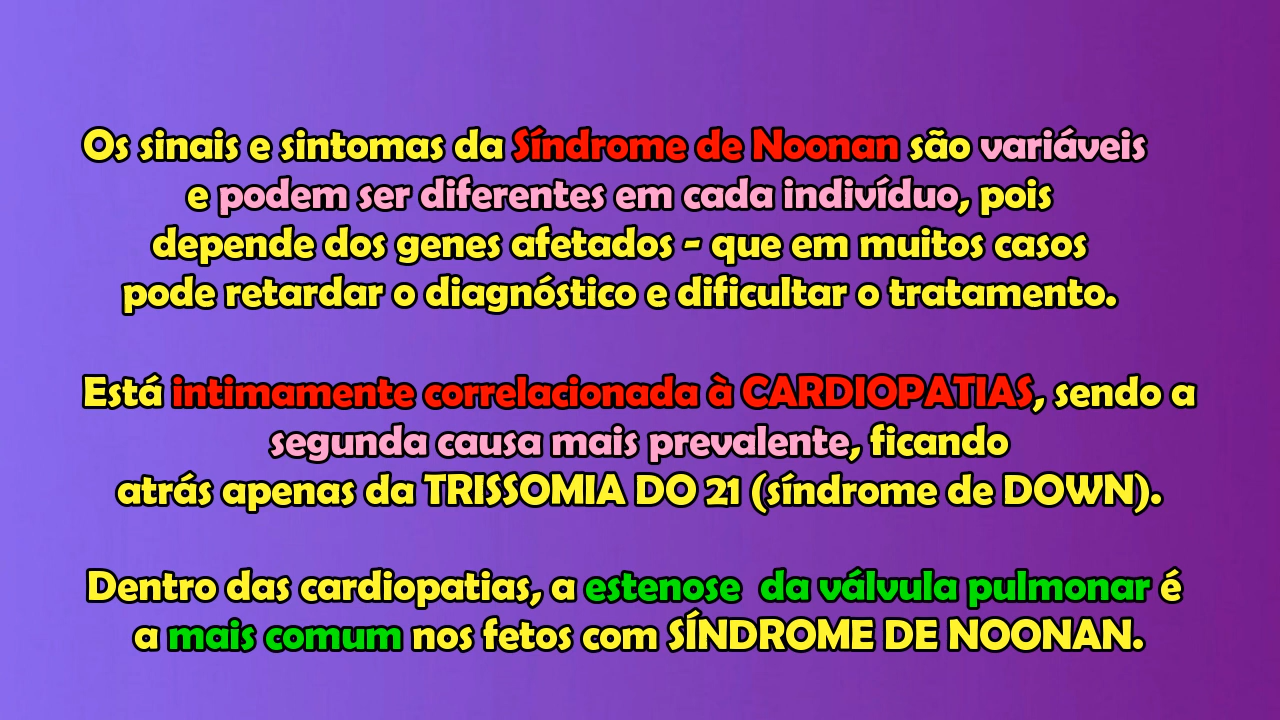 Os sinais e sintomas da Síndrome de Noonan são variáveis
e podem ser diferentes em cada indivíduo, pois
depende dos genes afetados - que em muitos casos
pode retardar o diagnóstico e dificultar o tratamento.
Está intimamente correlacionada à CARDIOPATIAS, sendo a
segunda causa mais prevalente, ficando
atrás apenas da TRISSOMIA DO 21 (síndrome de DOWN).
Dentro das cardiopatias, a estenose da válvula pulmonar é
a mais comum nos fetos com SÍNDROME DE NOONAN.